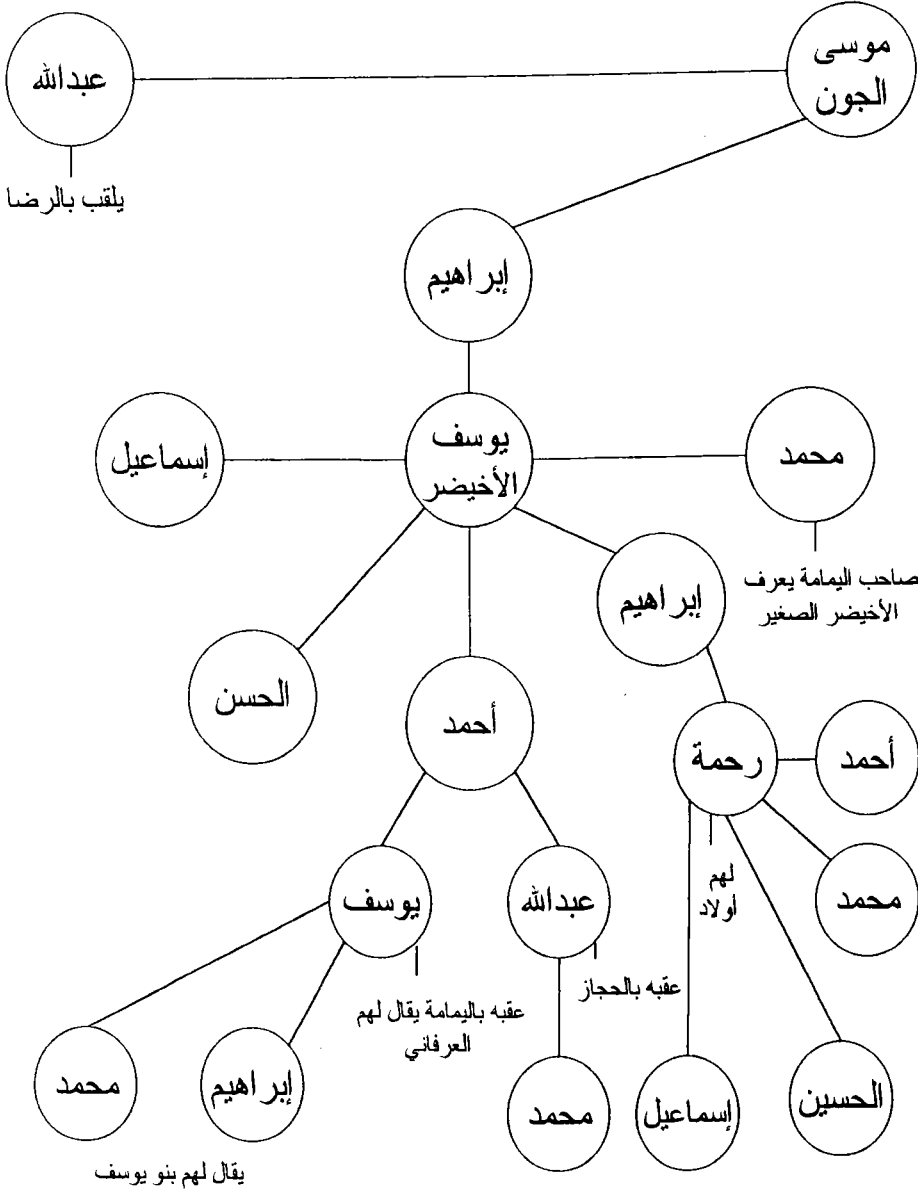 موسى
الجون
عبدالله
يلقب بالرضا
إبراهيم
يوسف
الأخيضر
محمد
إسماعيل
صاحب اليمامة يعرف
الأخيضر الصغير
إبراهيم
الحسن
أحمد
رحمة
أحمد
محمد
لهم
أولاد
عبدالله
يوسف
عقبه بالحجاز
عقبه باليمامة يقال لهم
العرفاني
الحسين
إسماعيل
محمد
إبراهيم
محمد
يقال لهم بنو يوسف